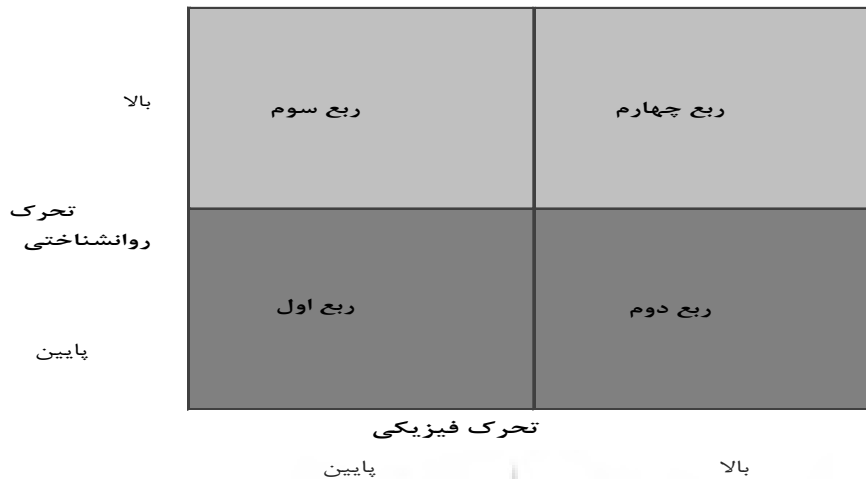 بالا
ربع سوم
ربع چهارم
تحرک
روانشناختی
ربع اول
ربع دوم
پایین
تحرک فیزیکی
پایین
بالا